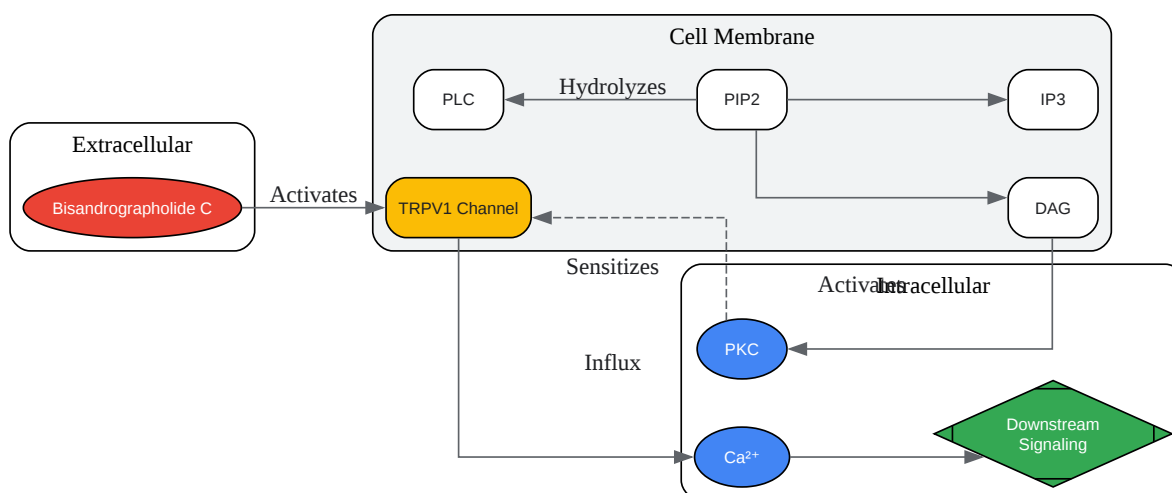 Cell Membrane
PLC
Hydrolyzes
PIP2
IP3
Extracellular
Bisandrographolide C
Activates
TRPV1 Channel
DAG
Sensitizes
Activates
Intracellular
PKC
Influx
Ca²⁺
Downstream
Signaling